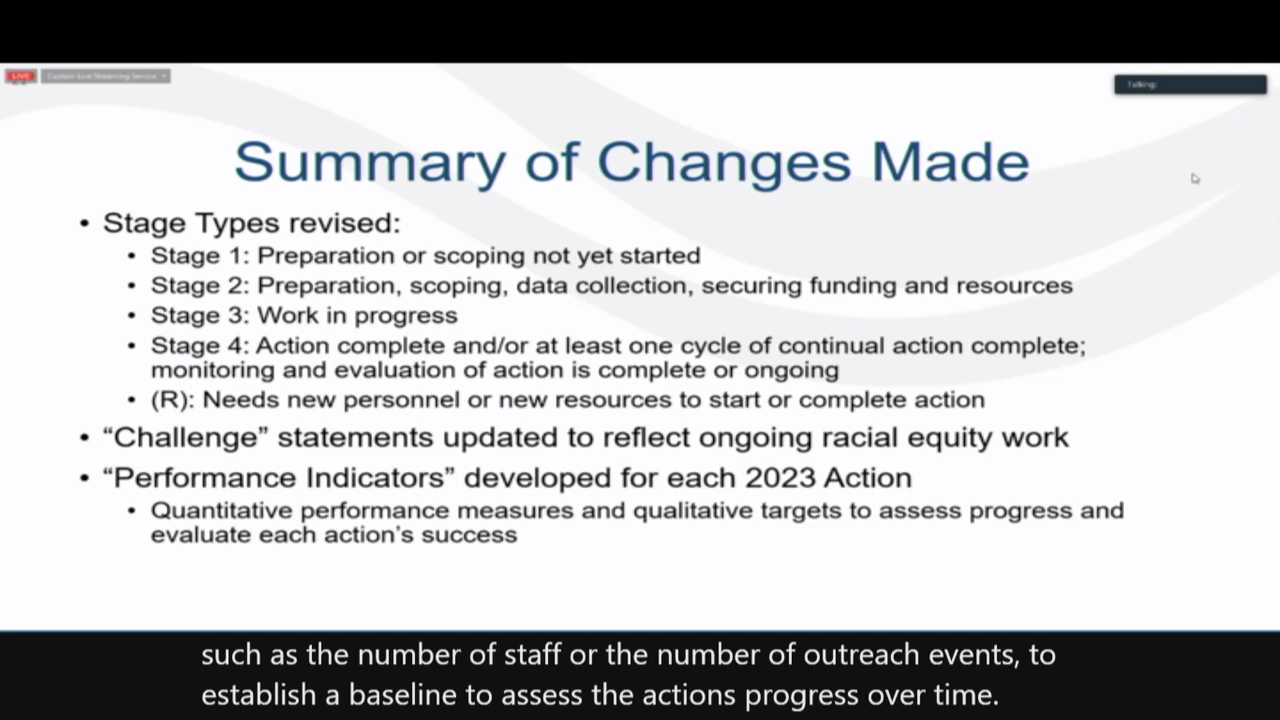 LIVE
Custom Live Streaming Service
Talking:
Summary of Changes Made
• Stage Types revised:
• Stage 1: Preparation or scoping not yet started
• Stage 2: Preparation, scoping, data collection, securing funding and resources
• Stage 3: Work in progress
• Stage 4: Action complete and/or at least one cycle of continual action complete;
monitoring and evaluation of action is complete or ongoing
• (R): Needs new personnel or new resources to start or complete action
• “Challenge” statements updated to reflect ongoing racial equity work
• “Performance Indicators” developed for each 2023 Action
• Quantitative performance measures and qualitative targets to assess progress and
evaluate each action’s success
such as the number of staff or the number of outreach events, to
establish a baseline to assess the actions progress over time.